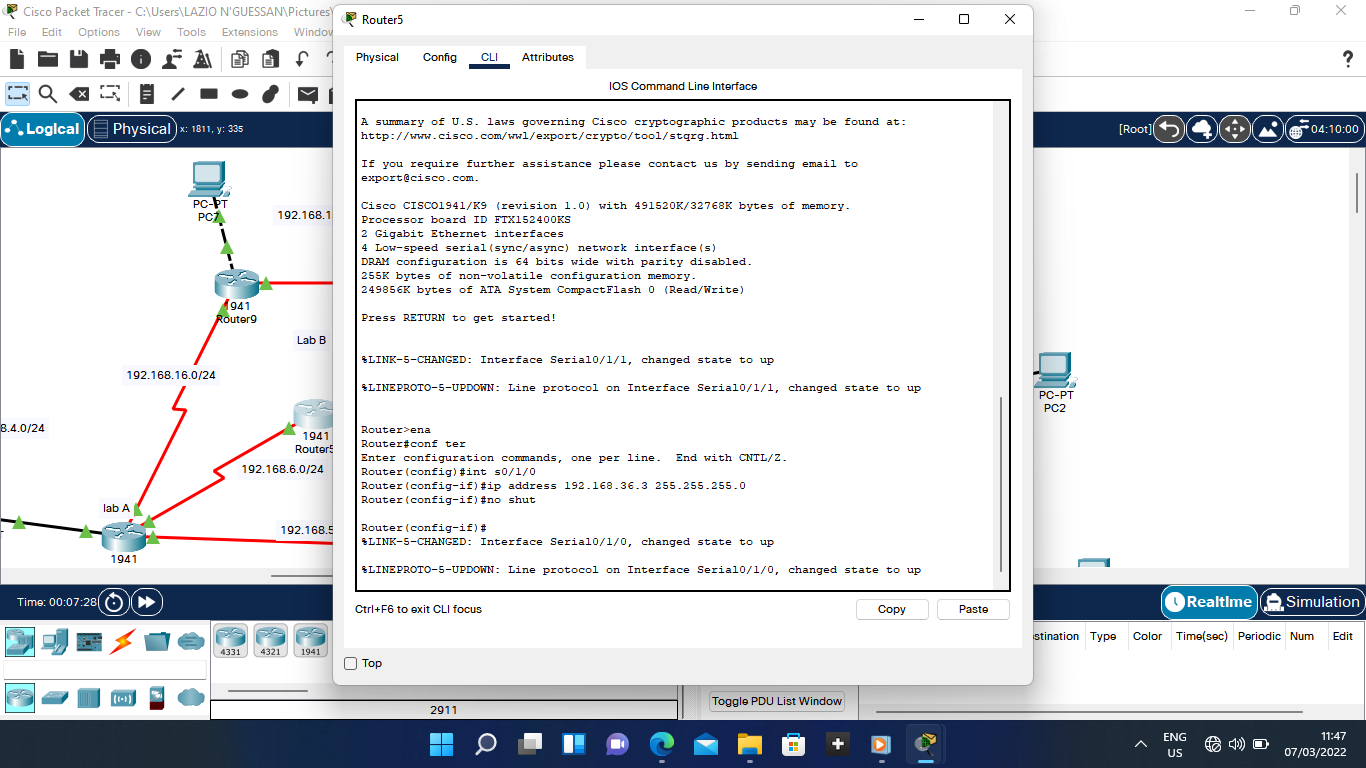 Cisco Packet Tracer - C:\Users\LAZIO N'GUESSAN\Pictures
File Edit Options View Tools Extensions Window
Logical
Physical
x: 1811, y: 335
[Root]
04:10:00
PC-PT
PC7
192.168.1
1941
Router9
Lab B
192.168.16.0/24
8.4.0/24
1941
Router5
192.168.6.0/24
lab A
192.168.5
1941
PC-PT
PC2
Router5
Physical Config CLI Attributes
IOS Command Line Interface
A summary of U.S. laws governing Cisco cryptographic products may be found at:
http://www.cisco.com/wwl/export/crypto/tool/stqrg.html
If you require further assistance please contact us by sending email to
export@cisco.com.
Cisco CISCO1941/K9 (revision 1.0) with 491520K/32768K bytes of memory.
Processor board ID FTX152400KS
2 Gigabit Ethernet interfaces
4 Low-speed serial(sync/async) network interface(s)
DRAM configuration is 64 bits wide with parity disabled.
255K bytes of non-volatile configuration memory.
249856K bytes of ATA System CompactFlash 0 (Read/Write)
Press RETURN to get started!
%LINK-5-CHANGED: Interface Serial0/1/1, changed state to up
%LINEPROTO-5-UPDOWN: Line protocol on Interface Serial0/1/1, changed state to up
Router>ena
Router#conf ter
Enter configuration commands, one per line.  End with CNTL/Z.
Router(config)#int s0/1/0
Router(config-if)#ip address 192.168.36.3 255.255.255.0
Router(config-if)#no shut
Router(config-if)#
%LINK-5-CHANGED: Interface Serial0/1/0, changed state to up
%LINEPROTO-5-UPDOWN: Line protocol on Interface Serial0/1/0, changed state to up
Ctrl+F6 to exit CLI focus
Copy
Paste
Top
Time: 00:07:28
Realtime
Simulation
4331 4321 1941
2911
Toggle PDU List Window
stination Type Color Time(sec) Periodic Num Edit
ENG
US
11:47
07/03/2022